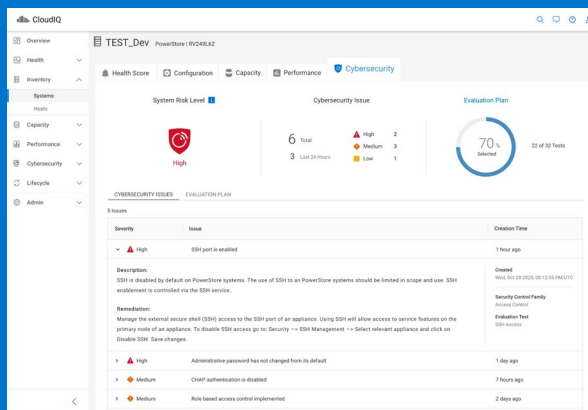 CloudIQ
Overview
Health
Inventory
Systems
Hosts
Capacity
Performance
Cybersecurity
Lifecycle
Admin
TEST_Dev PowerStore | RV249L62
Health Score
Configuration
Capacity
Performance
Cybersecurity
System Risk Level
High
Cybersecurity Issue
6 Total
3 Last 24 Hours
High 2
Medium 3
Low 1
Evaluation Plan
70 %
Selected
22 of 32 Tests
CYBERSECURITY ISSUES EVALUATION PLAN
5 Issues
Severity Issue Creation Time
High SSH port is enabled 1 hour ago
Description:
SSH is disabled by default on PowerStore systems. The use of SSH to an PowerStore systems should be limited in scope and use. SSH
enablement is controlled via the SSH service.
Remediation:
Manage the external secure shell (SSH) access to the SSH port of an appliance. Using SSH will allow access to service features on the
primary node of an appliance. To disable SSH access go to: Security —> SSH Management —> Select relevant appliance and click on
Disable SSH. Save changes.
Created
Wed, Oct 28 2023, 08:12:55 PM UTC
Security Control Family
Access Control
Evaluation Test
SSH Access
High Administrative password has not changed from its default 1 day ago
Medium CHAP authentication is disabled 7 hours ago
Medium Role based access control implemented 2 days ago